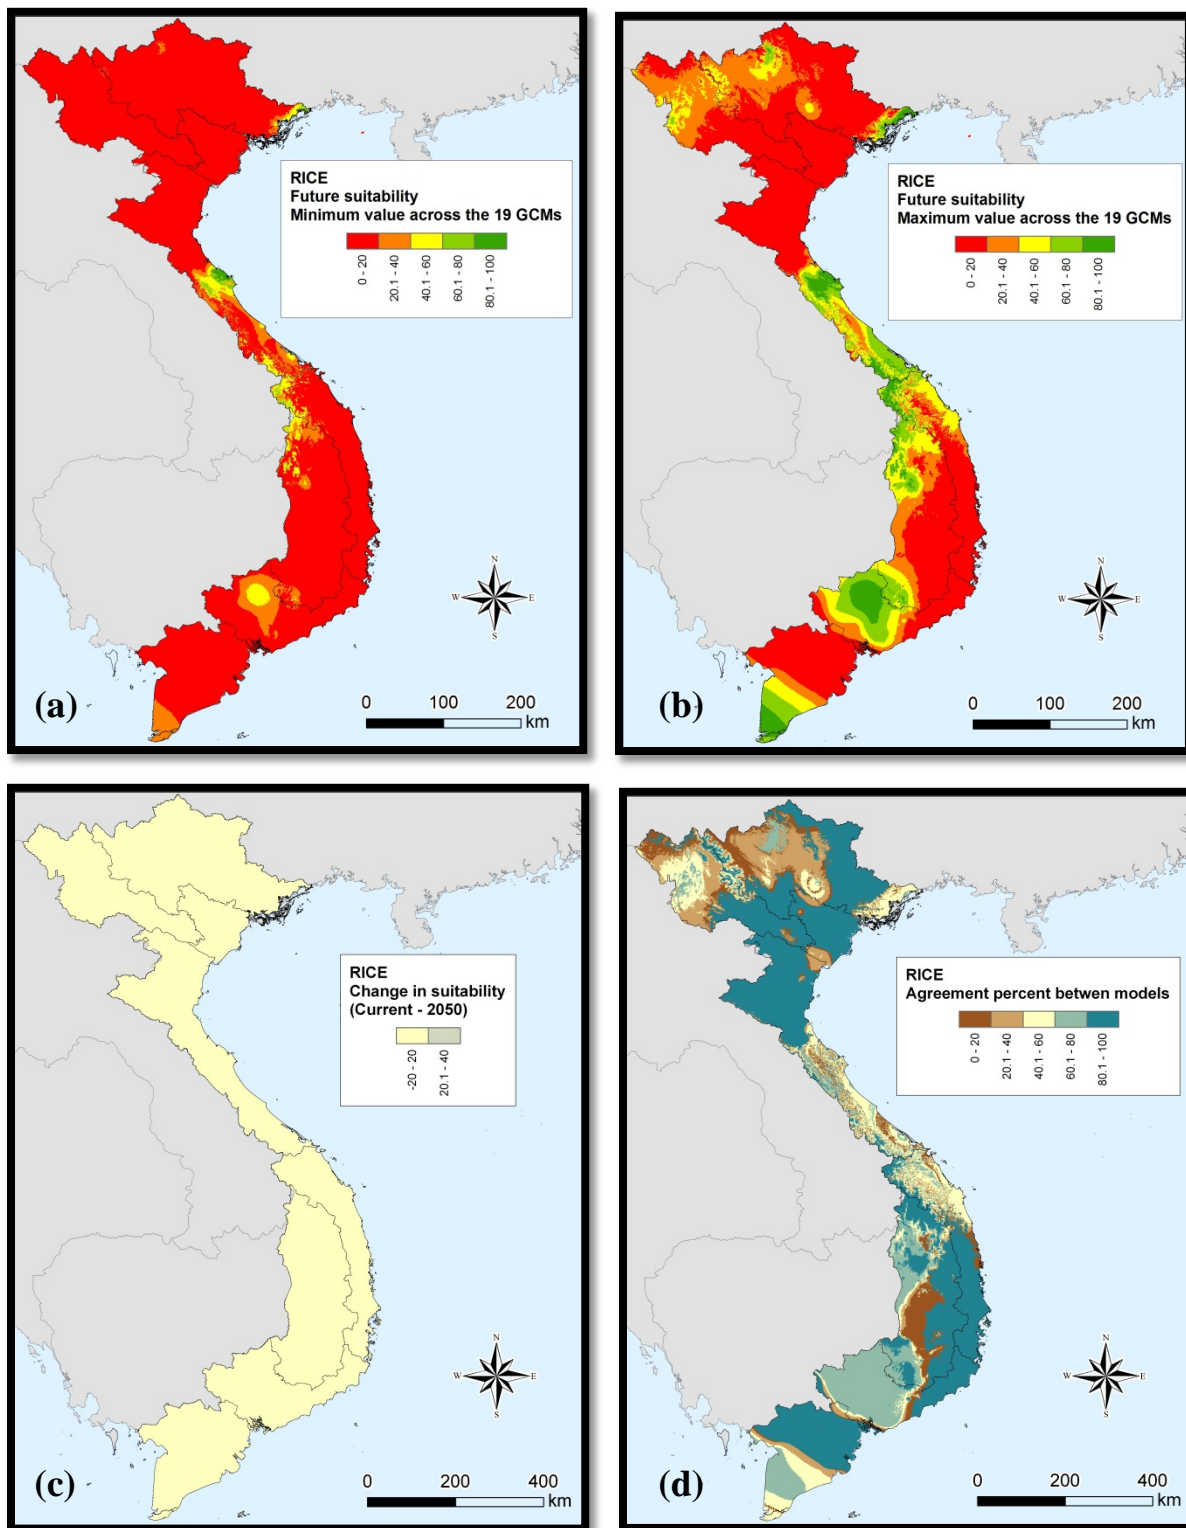 RICE
Future suitability
Minimum value across the 19 GCMs
0 - 20
20.1 - 40
40.1 - 60
60.1 - 80
80.1 - 100
N
W E
S
(a)
0 100 200
km
RICE
Future suitability
Maximum value across the 19 GCMs
0 - 20
20.1 - 40
40.1 - 60
60.1 - 80
80.1 - 100
N
W E
S
(b)
0 100 200
km
RICE
Change in suitability
(Current - 2050)
-20 - 20
20.1 - 40
N
W E
S
(c)
0 200 400
km
RICE
Agreement percent betwen models
0 - 20
20.1 - 40
40.1 - 60
60.1 - 80
80.1 - 100
N
W E
S
(d)
0 200 400
km